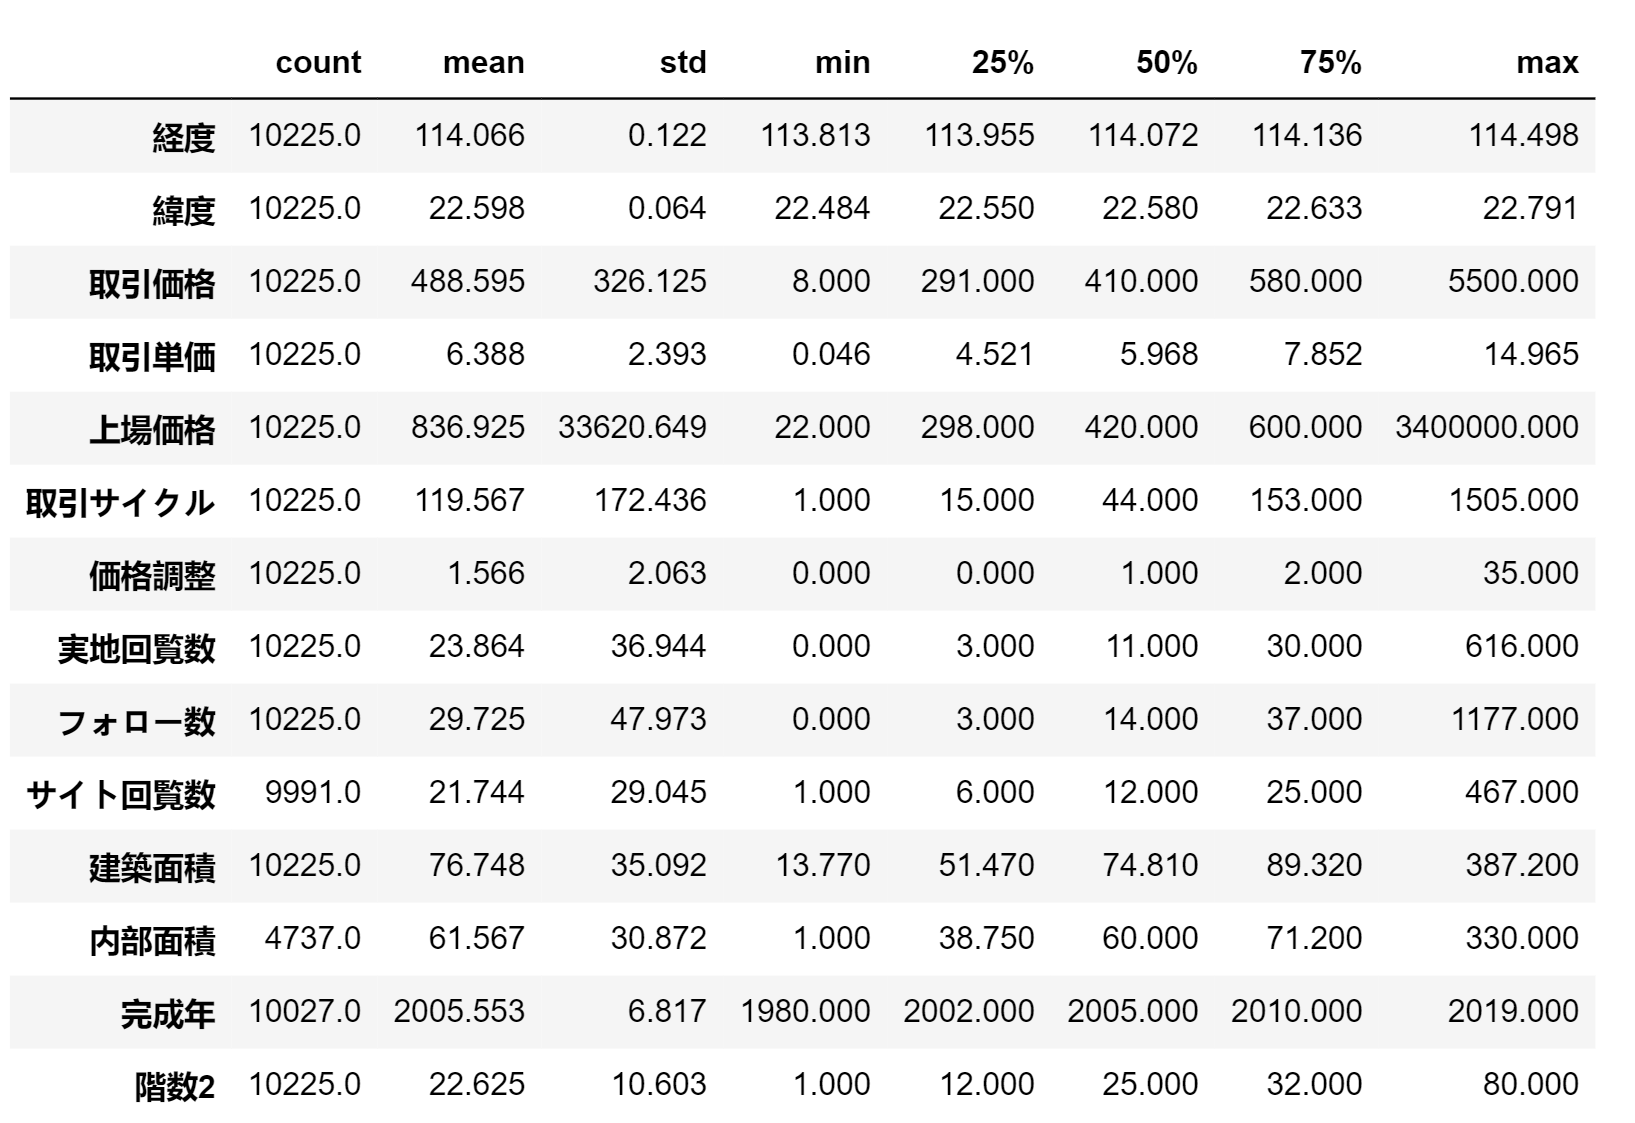 count mean std min 25% 50% 75% max
経度 10225.0 114.066 0.122 113.813 113.955 114.072 114.136 114.498
緯度 10225.0 22.598 0.064 22.484 22.550 22.580 22.633 22.791
取引価格 10225.0 488.595 326.125 8.000 291.000 410.000 580.000 5500.000
取引単価 10225.0 6.388 2.393 0.046 4.521 5.968 7.852 14.965
上場価格 10225.0 836.925 33620.649 22.000 298.000 420.000 600.000 3400000.000
取引サイクル 10225.0 119.567 172.436 1.000 15.000 44.000 153.000 1505.000
価格調整 10225.0 1.566 2.063 0.000 0.000 1.000 2.000 35.000
実地回覧数 10225.0 23.864 36.944 0.000 3.000 11.000 30.000 616.000
フォロー数 10225.0 29.725 47.973 0.000 3.000 14.000 37.000 1177.000
サイト回覧数 9991.0 21.744 29.045 1.000 6.000 12.000 25.000 467.000
建築面積 10225.0 76.748 35.092 13.770 51.470 74.810 89.320 387.200
内部面積 4737.0 61.567 30.872 1.000 38.750 60.000 71.200 330.000
完成年 10027.0 2005.553 6.817 1980.000 2002.000 2005.000 2010.000 2019.000
階数2 10225.0 22.625 10.603 1.000 12.000 25.000 32.000 80.000